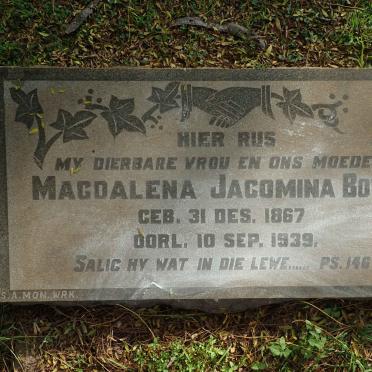 HIER RUS
MY DIERBARE VROU EN ONS MOEDE
MAGDALENA JACOMINA BO
GEB. 31 DES. 1867
OORL. 10 SEP. 1939.
SALIG HY WAT IN DIE LEWE...... PS. 146
S.A. MON. WRK.